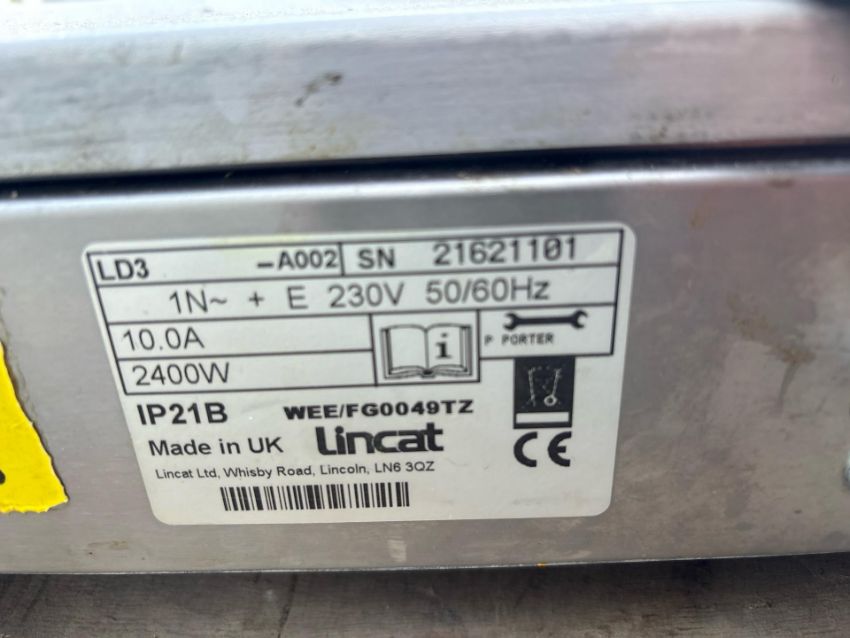 LD3 -A002 SN 21621101
1N~ + E 230V 50/60Hz
10.0A
i
P PORTER
2400W
IP21B WEE/FG0049TZ
Made in UK Lincat CE
Lincat Ltd, Whisby Road, Lincoln, LN6 3QZ